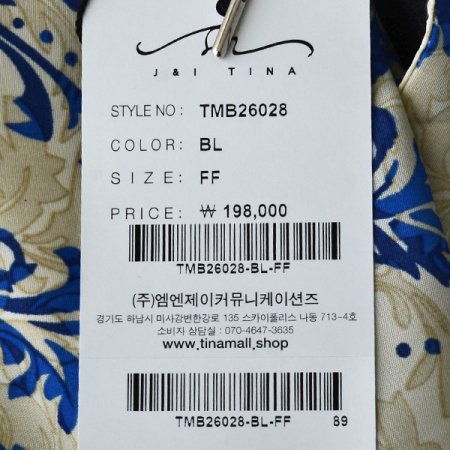 J & I TINA
STYLE NO : TMB26028
COLOR: BL
SIZE: FF
PRICE: ₩ 198,000
TMB26028-BL-FF
(주)엠엔제이커뮤니케이션즈
경기도 하남시 미사강변한강로 135 스카이폴리스 나동 713-4호
소비자 상담실 : 070-4647-3635
www.tinamall.shop
TMB26028-BL-FF 89